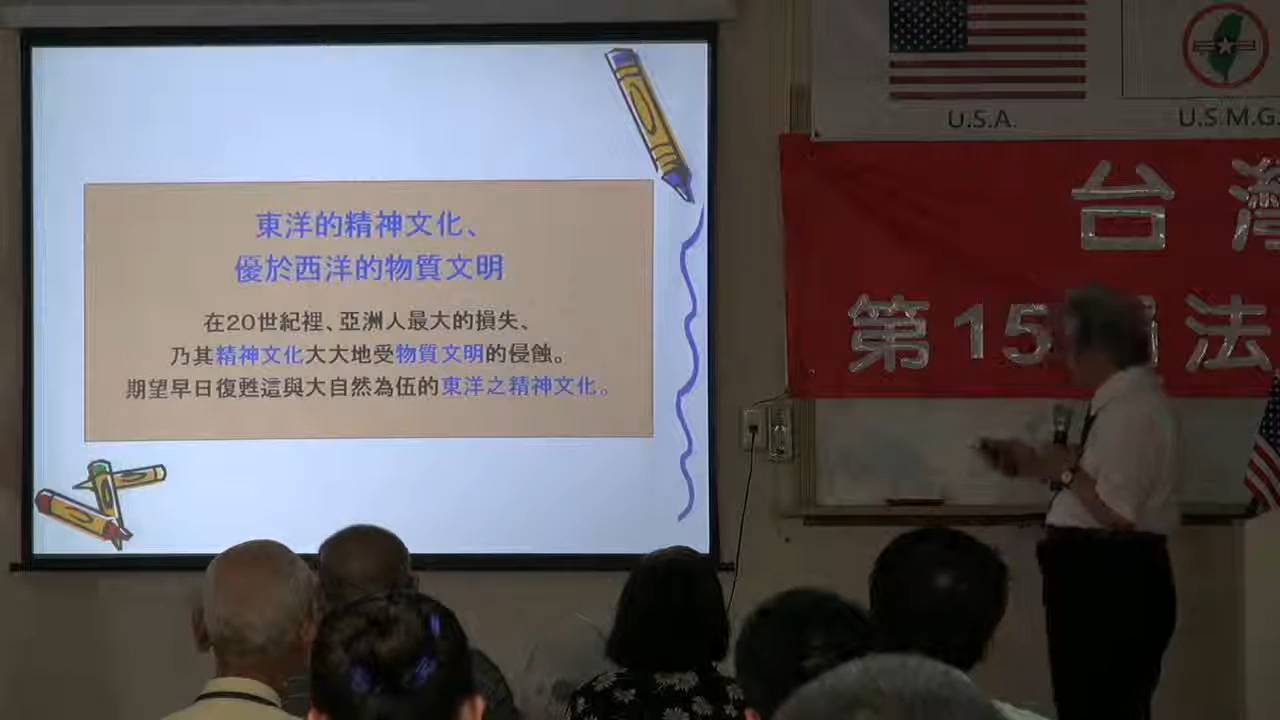 東洋的精神文化、
優於西洋的物質文明
在20世紀裡、亞洲人最大的損失、
乃其精神文化大大地受物質文明的侵蝕。
期望早日復甦這與大自然為伍的東洋之精神文化。
U.S.A.
U.S.M.G.
台灣
第15屆法